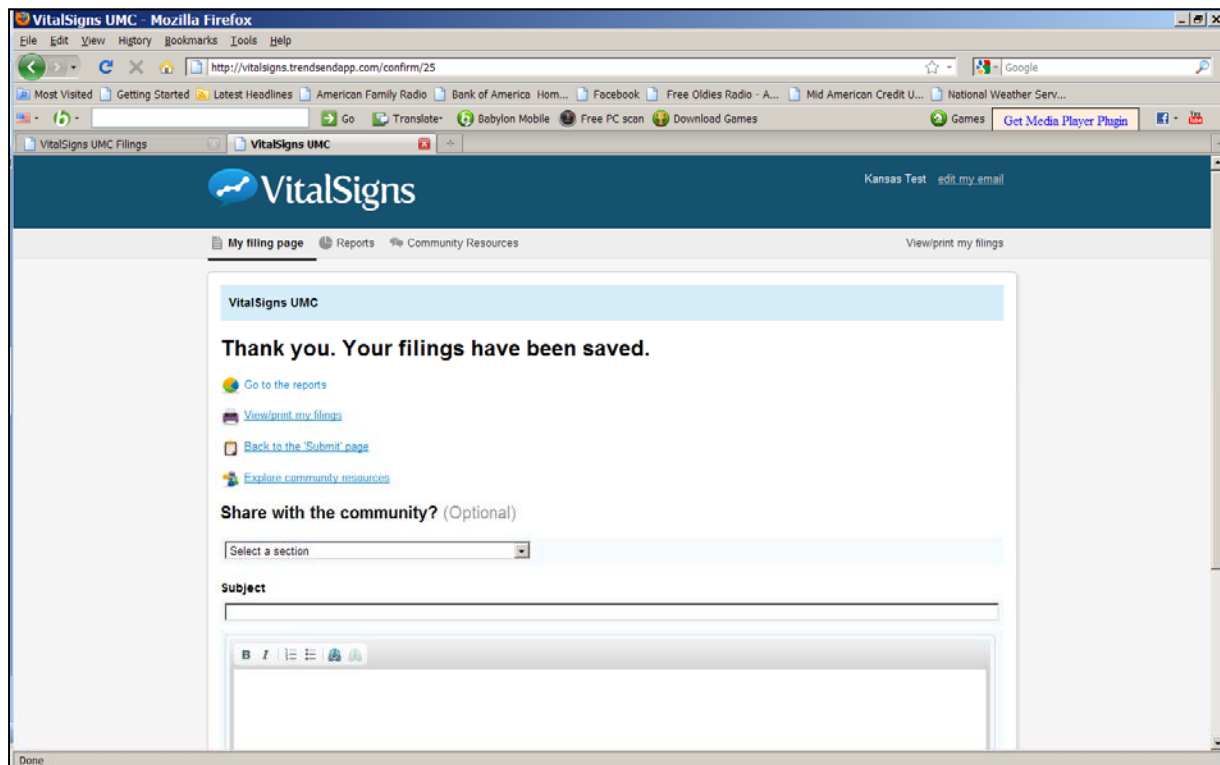 VitalSigns UMC - Mozilla Firefox
File Edit View History Bookmarks Tools Help
http://vitalsigns.trendsendapp.com/confirm/25 Google
Most Visited Getting Started Latest Headlines American Family Radio Bank of America Hom... Facebook Free Oldies Radio - A... Mid American Credit U... National Weather Serv...
Go Translate Babylon Mobile Free PC scan Download Games Games Get Media Player Plugin
VitalSigns UMC Filings VitalSigns UMC
VitalSigns
Kansas Test edit my email
My filing page Reports Community Resources View/print my filings
VitalSigns UMC
Thank you. Your filings have been saved.
Go to the reports
View/print my filings
Back to the 'Submit' page
Explore community resources
Share with the community? (Optional)
Select a section
Subject
B I
Done